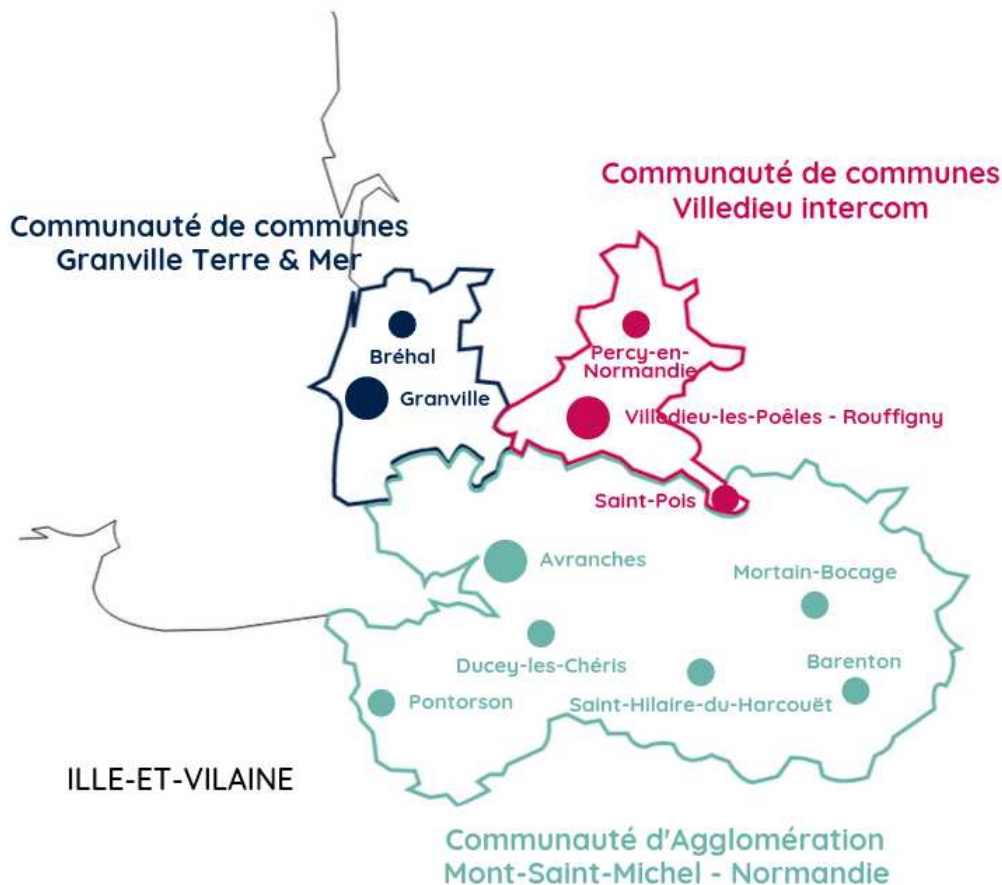 Communauté de communes
Villedieu intercom
Communauté de communes
Granville Terre & Mer
Bréhal
Granville
Percy-en-
Normandie
Villedieu-les-Poêles - Rouffigny
Saint-Pois
Avranches
Mortain-Bocage
Ducey-les-Chéris
Barenton
Pontorson
Saint-Hilaire-du-Harcouët
ILLE-ET-VILAINE
Communauté d'Agglomération
Mont-Saint-Michel - Normandie